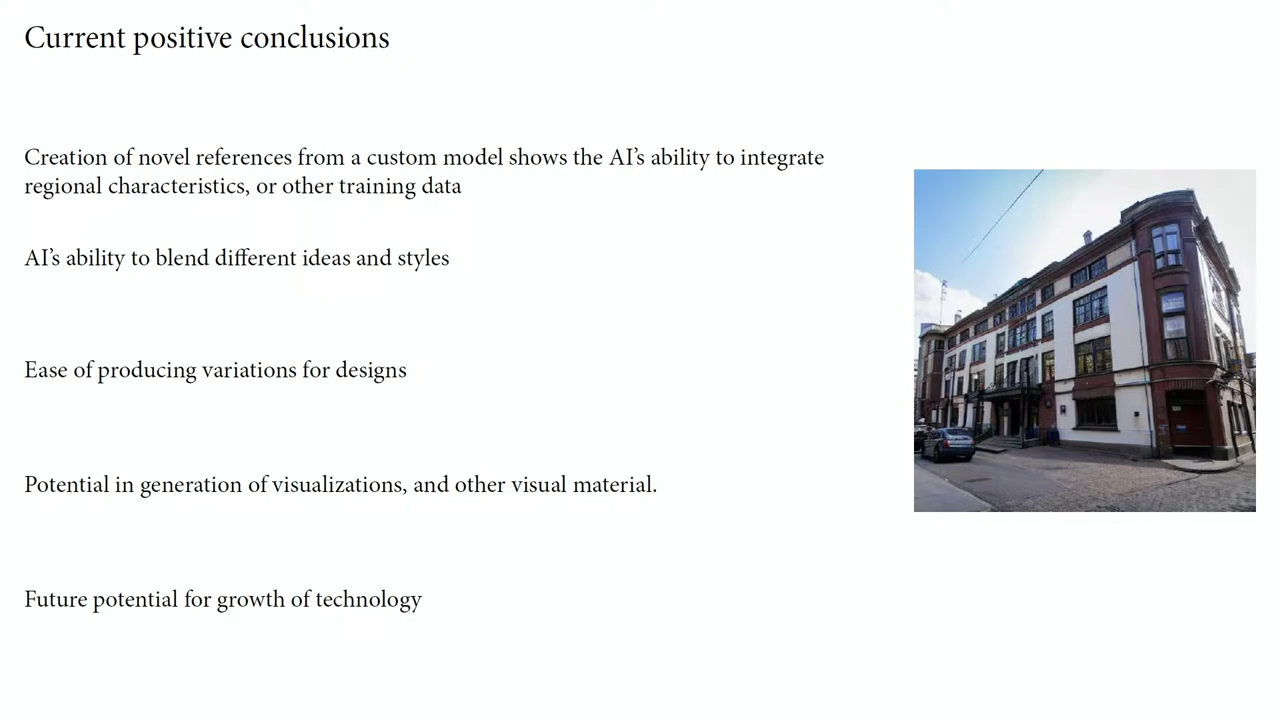 Current positive conclusions
Creation of novel references from a custom model shows the AI’s ability to integrate
regional characteristics, or other training data
AI’s ability to blend different ideas and styles
Ease of producing variations for designs
Potential in generation of visualizations, and other visual material.
Future potential for growth of technology